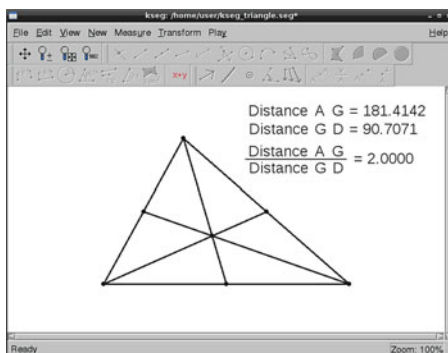 kseg: /home/user/kseg_triangle.seg*
File Edit View New Measure Transform Play Help
x+y
Distance A G = 181.4142
Distance G D = 90.7071
Distance A G
Distance G D
= 2.0000
Ready Zoom: 100%